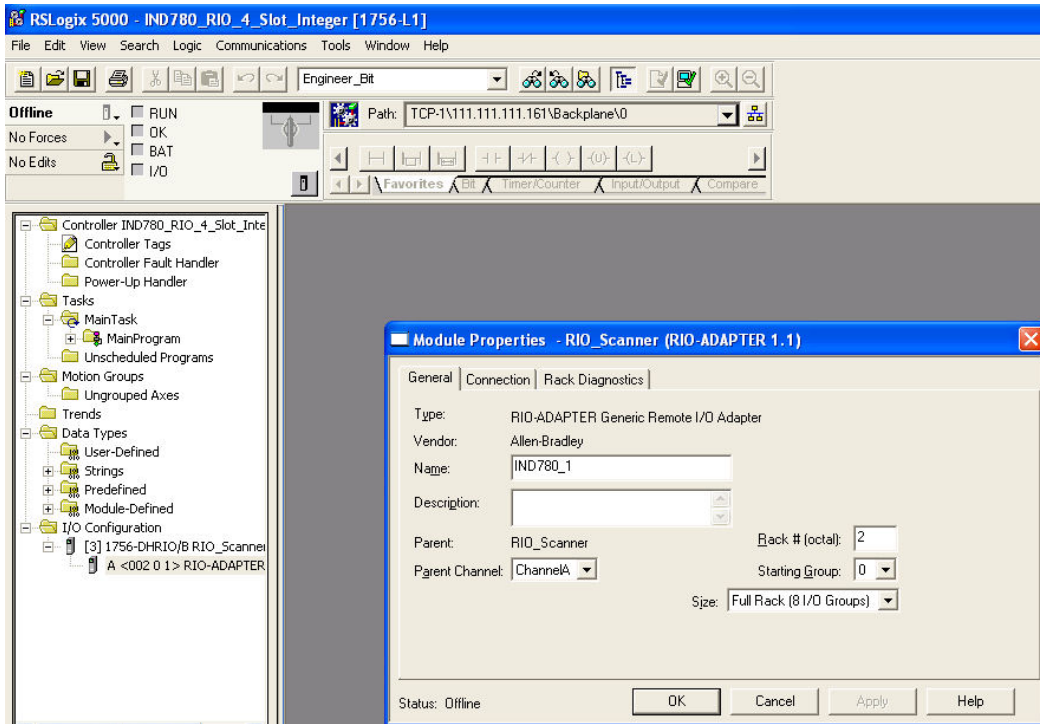 RSLogix 5000 - IND780_RIO_4_Slot_Integer [1756-L1]
File Edit View Search Logic Communications Tools Window Help
Engineer_Bit
Offline
RUN
No Forces
OK
No Edits
BAT
I/O
Path: TCP-1\111.111.111.161\Backplane\0
Favorites Bit Timer/Counter Input/Output Compare
Controller IND780_RIO_4_Slot_Inte
Controller Tags
Controller Fault Handler
Power-Up Handler
Tasks
MainTask
MainProgram
Unscheduled Programs
Motion Groups
Ungrouped Axes
Trends
Data Types
User-Defined
Strings
Predefined
Module-Defined
I/O Configuration
[3] 1756-DHRIO/B RIO_Scanner
A <002 0 1> RIO-ADAPTER
Module Properties - RIO_Scanner (RIO-ADAPTER 1.1)
General Connection Rack Diagnostics
Type: RIO-ADAPTER Generic Remote I/O Adapter
Vendor: Allen-Bradley
Name: IND780_1
Description:
Parent: RIO_Scanner
Rack # (octal): 2
Parent Channel: ChannelA
Starting Group: 0
Size: Full Rack (8 I/O Groups)
Status: Offline
OK Cancel Apply Help